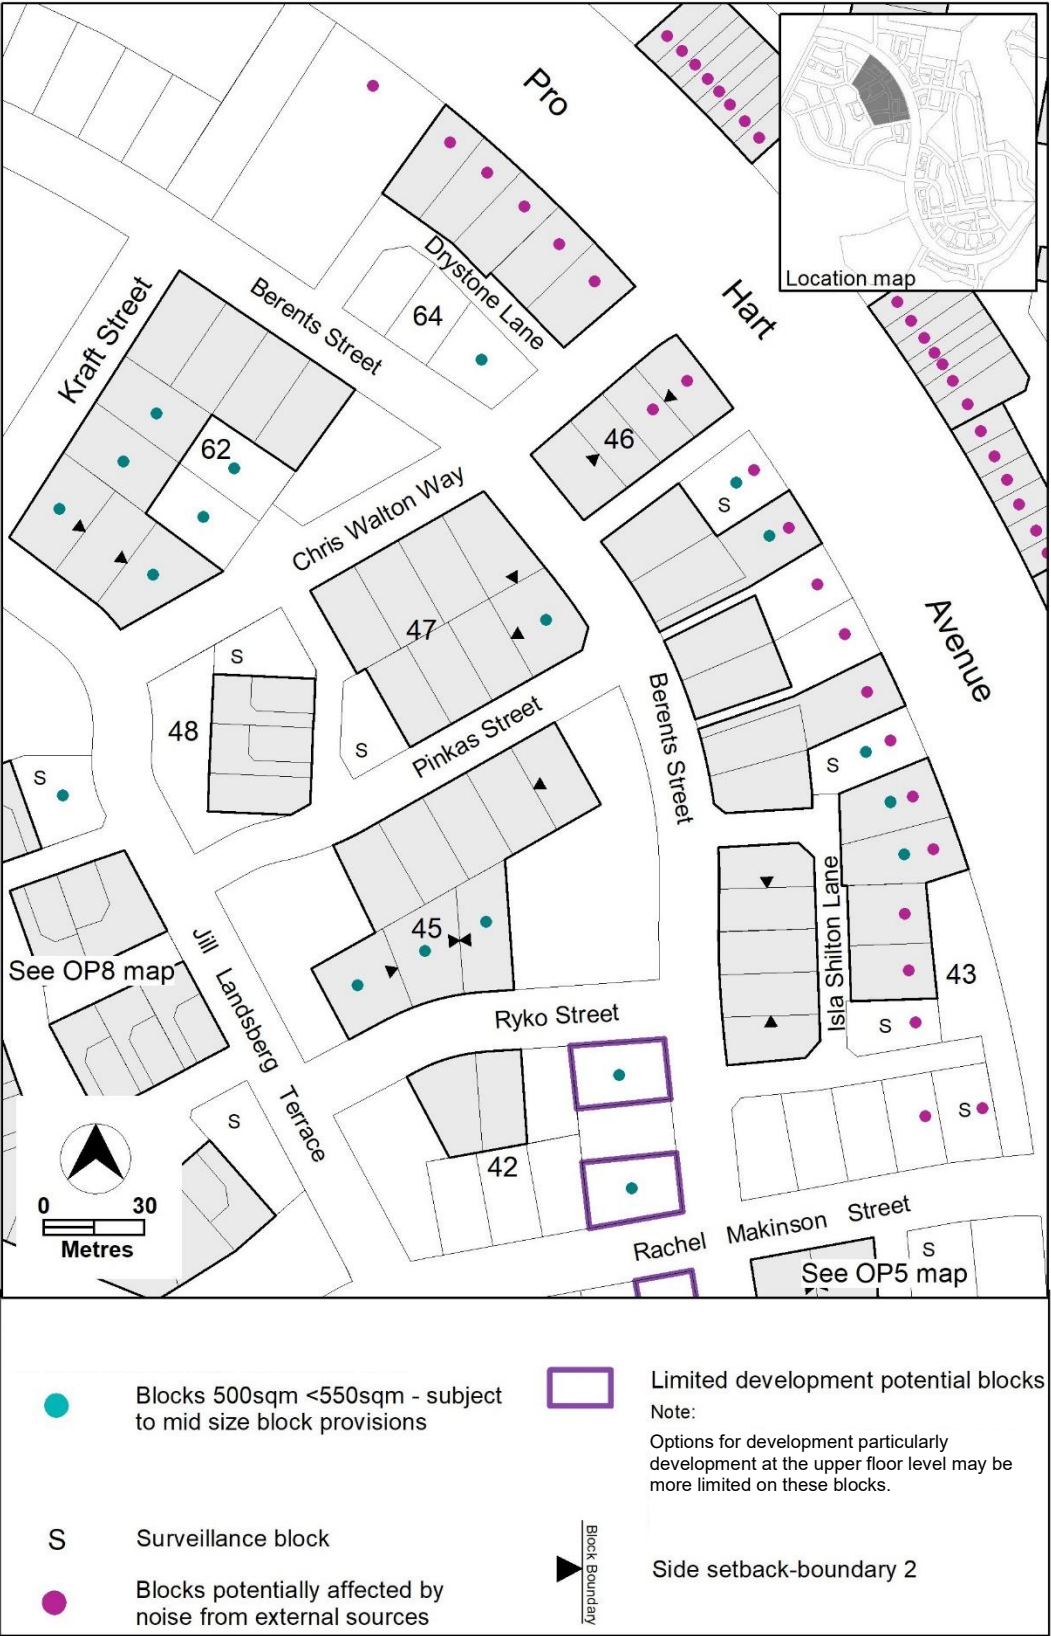 Pro
Hart
Avenue
Location map
Drystone Lane
Berents Street
Kraft Street
64
62
46
Chris Walton Way
S
47
S
48
S
Pinkas Street
Berents Street
S
S
45
See OP8 map
Jill Landsberg Terrace
Isla Shilton Lane
43
Ryko Street
S
S
S
42
0 30
Metres
Rachel Makinson Street
S
See OP5 map
Blocks 500sqm <550sqm - subject
to mid size block provisions
Limited development potential blocks
Note:
Options for development particularly
development at the upper floor level may be
more limited on these blocks.
S Surveillance block
Block Boundary
Side setback-boundary 2
Blocks potentially affected by
noise from external sources